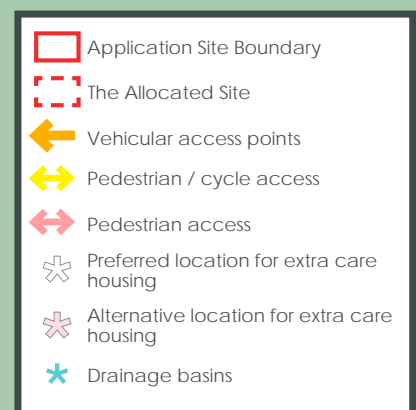 Application Site Boundary
The Allocated Site
Vehicular access points
Pedestrian / cycle access
Pedestrian access
Preferred location for extra care
housing
Alternative location for extra care
housing
Drainage basins